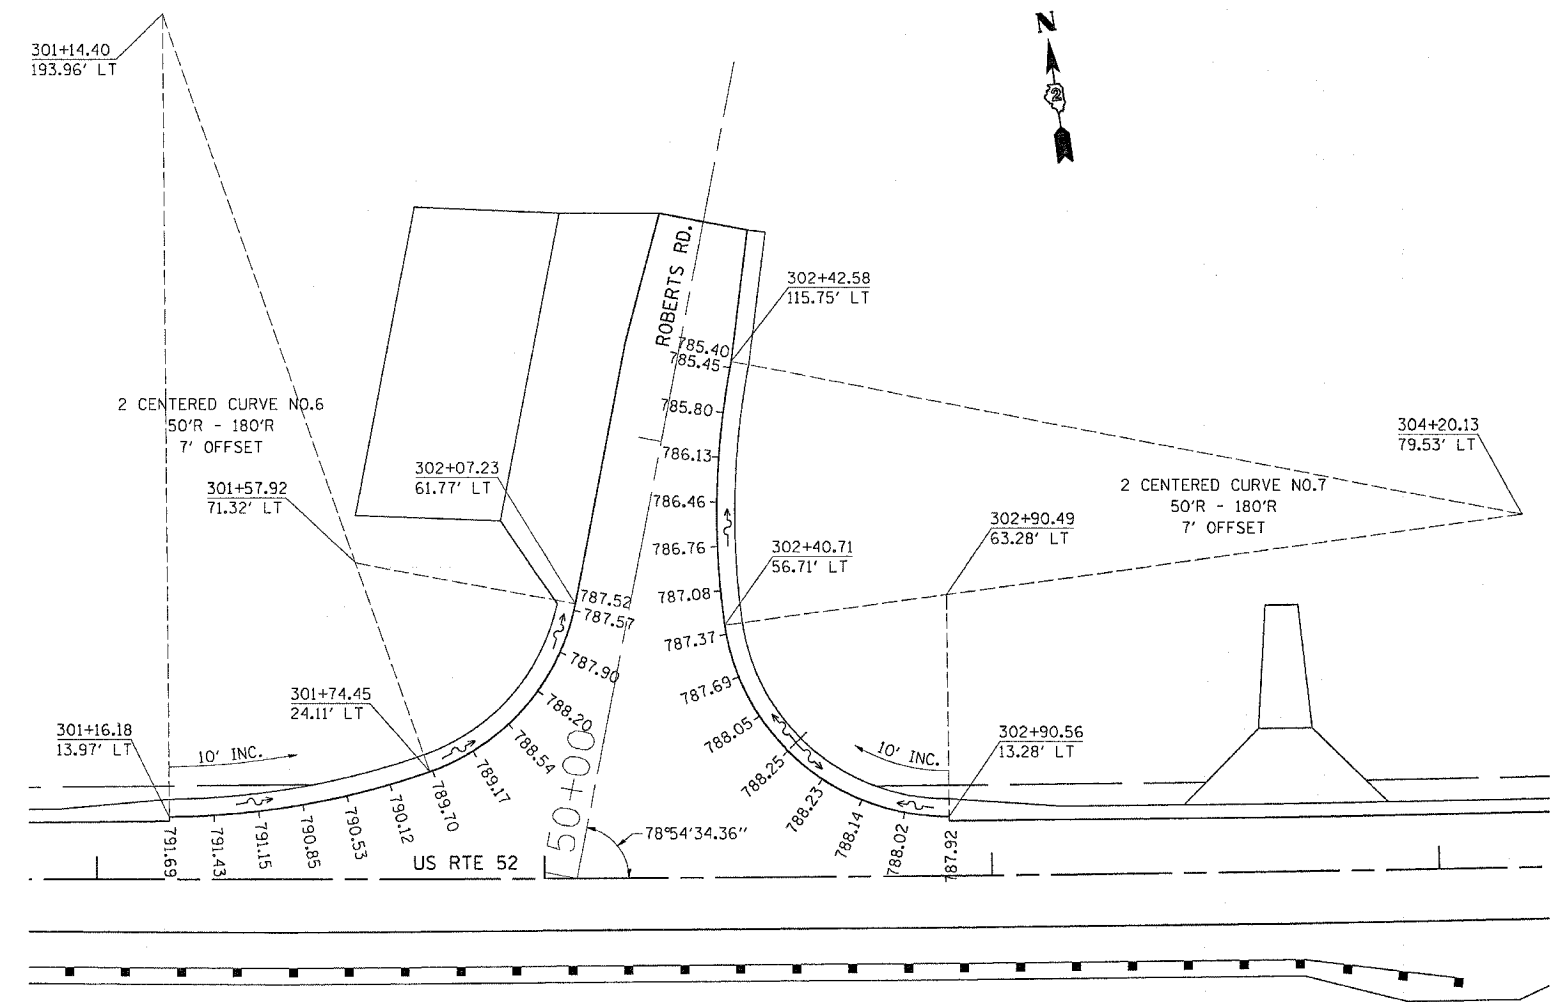 N
2
301+14.40
193.96' LT
ROBERTS RD.
302+42.58
115.75' LT
785.40
785.45
785.80
786.13
786.46
786.76
787.08
787.37
787.69
788.05
788.25
788.23
788.14
788.02
787.92
2 CENTERED CURVE NO.6
50'R - 180'R
7' OFFSET
302+07.23
61.77' LT
301+57.92
71.32' LT
304+20.13
79.53' LT
2 CENTERED CURVE NO.7
50'R - 180'R
7' OFFSET
302+90.49
63.28' LT
302+40.71
56.71' LT
787.52
787.57
787.90
788.20
788.54
789.17
789.70
790.12
790.53
790.85
791.15
791.43
791.69
301+74.45
24.11' LT
301+16.18
13.97' LT
10' INC.
10' INC.
302+90.56
13.28' LT
150+00
78°54'34.36"
US RTE 52